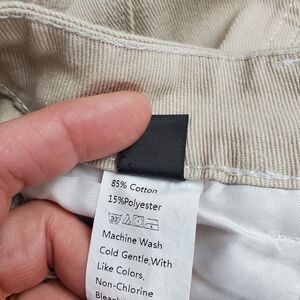 85% Cotton
15%Polyester
Machine Wash
Cold Gentle,With
Like Colors,
Non-Chlorine